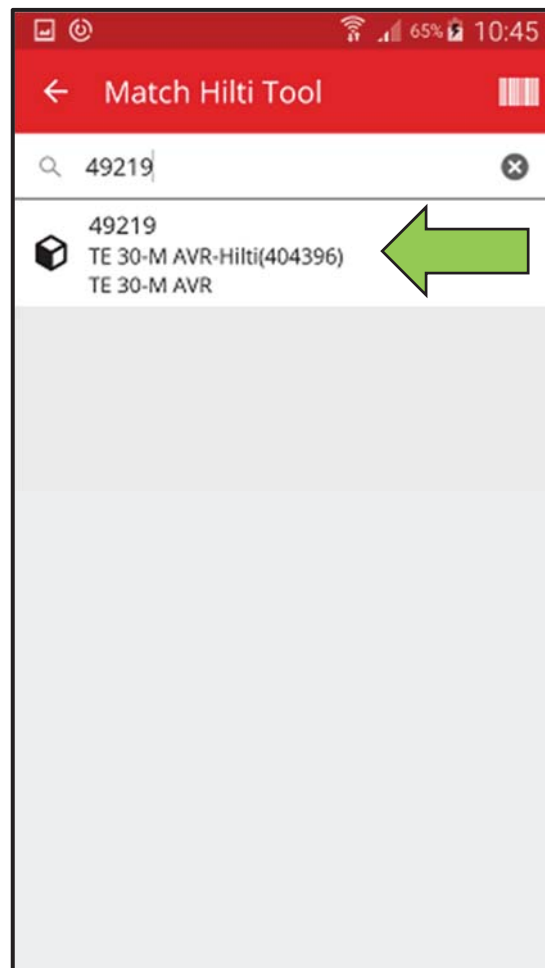 65% 10:45
Match Hilti Tool
49219
49219
TE 30-M AVR-Hilti(404396)
TE 30-M AVR